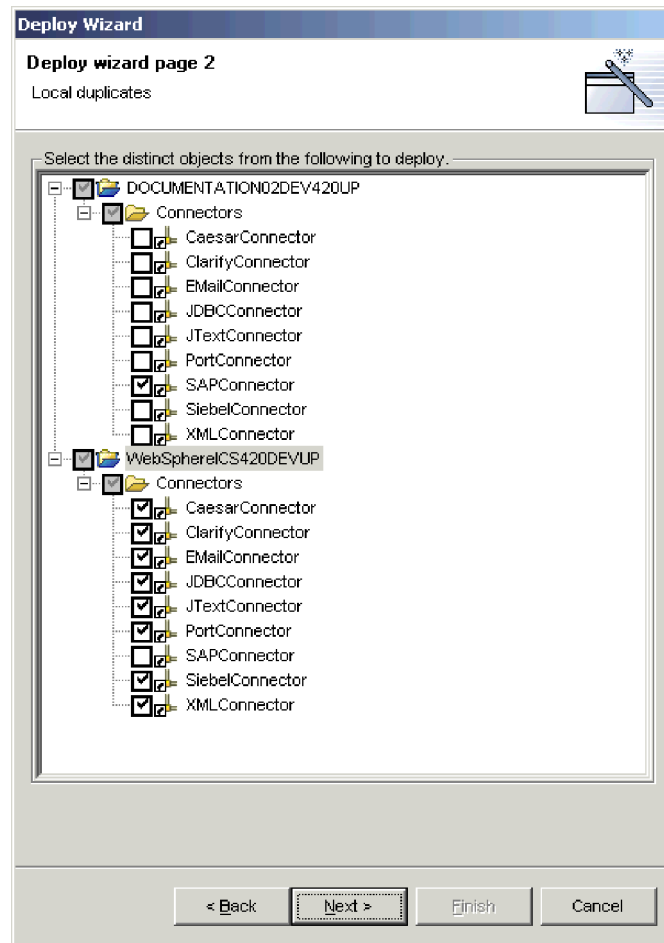 Deploy Wizard
Deploy wizard page 2
Local duplicates
Select the distinct objects from the following to deploy.
DOCUMENTATION02DEV420UP
Connectors
CaesarConnector
ClarifyConnector
EMailConnector
JDBCConnector
JTextConnector
PortConnector
SAPConnector
SiebelConnector
XMLConnector
WebSphereICS420DEVUP
Connectors
CaesarConnector
ClarifyConnector
EMailConnector
JDBCConnector
JTextConnector
PortConnector
SAPConnector
SiebelConnector
XMLConnector
< Back Next > Finish Cancel